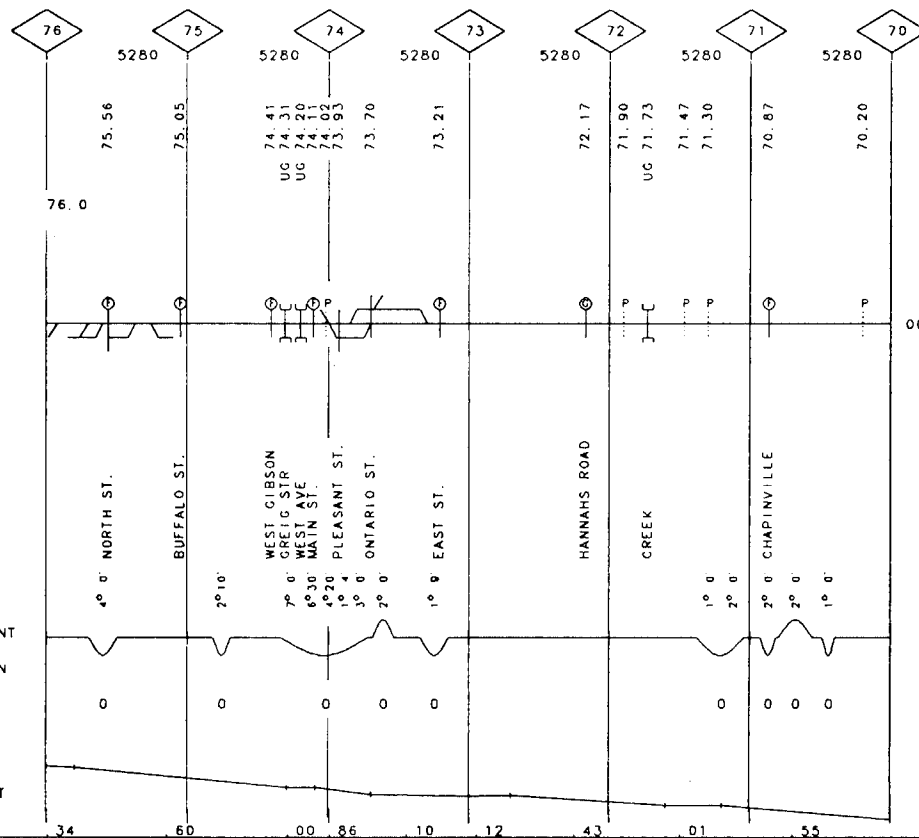 76 75 74 73 72 71 70
5280 5280 5280 5280 5280 5280
75.56
75.05
74.41
UG 74.31
UG 74.20
74.11
74.02
73.93
73.70
73.21
72.17
71.90
UG 71.73
71.47
71.30
70.87
70.20
76.0
F F F F P F G P P P F P
NORTH ST.
BUFFALO ST.
WEST GIBSON
GREIG STR
WEST AVE
MAIN ST.
PLEASANT ST.
ONTARIO ST.
EAST ST.
HANNAHS ROAD
CREEK
CHAPINVILLE
4° 0'
2° 10'
7° 0'
6° 30'
4° 20'
1° 4'
3° 0'
2° 0'
1° 9'
1° 0'
2° 0'
2° 0'
2° 0'
1° 0'
NT
N
0 0 0 0 0 0 0 0 0
T
.34 .60 .00 .86 .10 .12 .43 .01 .55